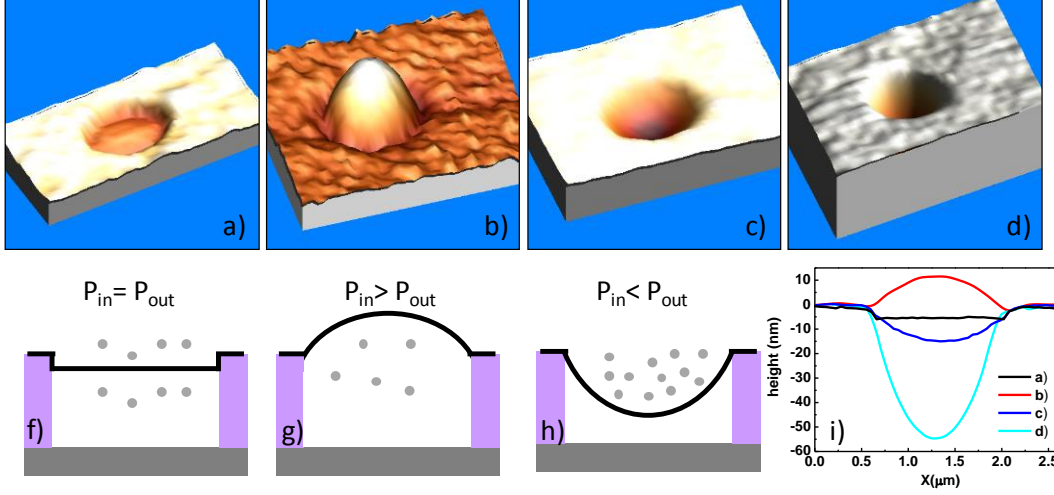 a)
b)
c)
d)
P_in= P_out
P_in> P_out
P_in< P_out
f)
g)
h)
i)
height (nm)
10
0
-10
-20
-30
-40
-50
-60
0.0
0.5
1.0
1.5
2.0
2.5
X(μm)
a)
b)
c)
d)